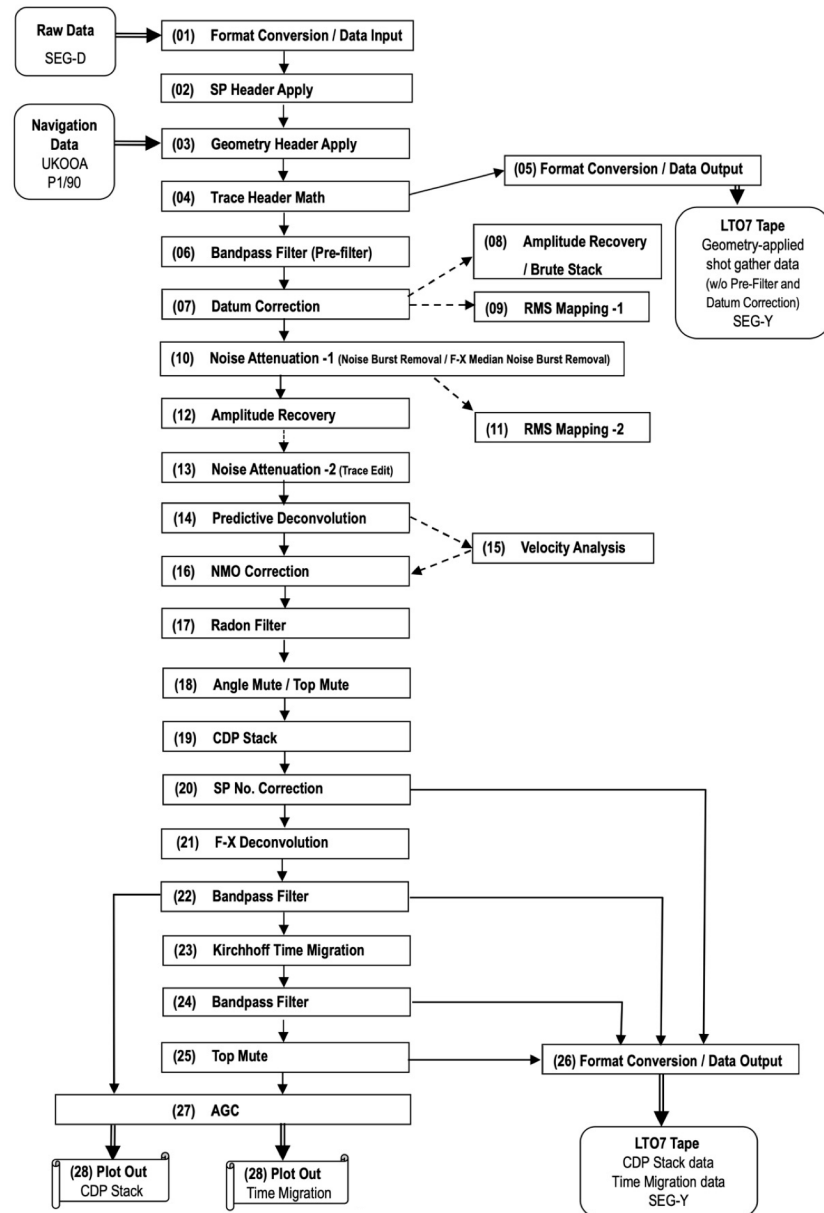 Raw Data
SEG-D
(01) Format Conversion / Data Input
(02) SP Header Apply
Navigation
Data
UKOOA
P1/90
(03) Geometry Header Apply
(04) Trace Header Math
(05) Format Conversion / Data Output
LTO7 Tape
Geometry-applied
shot gather data
(w/o Pre-Filter and
Datum Correction)
SEG-Y
(06) Bandpass Filter (Pre-filter)
(08) Amplitude Recovery
/ Brute Stack
(07) Datum Correction
(09) RMS Mapping -1
(10) Noise Attenuation -1 (Noise Burst Removal / F-X Median Noise Burst Removal)
(12) Amplitude Recovery
(11) RMS Mapping -2
(13) Noise Attenuation -2 (Trace Edit)
(14) Predictive Deconvolution
(15) Velocity Analysis
(16) NMO Correction
(17) Radon Filter
(18) Angle Mute / Top Mute
(19) CDP Stack
(20) SP No. Correction
(21) F-X Deconvolution
(22) Bandpass Filter
(23) Kirchhoff Time Migration
(24) Bandpass Filter
(25) Top Mute
(26) Format Conversion / Data Output
(27) AGC
(28) Plot Out
CDP Stack
(28) Plot Out
Time Migration
LTO7 Tape
CDP Stack data
Time Migration data
SEG-Y